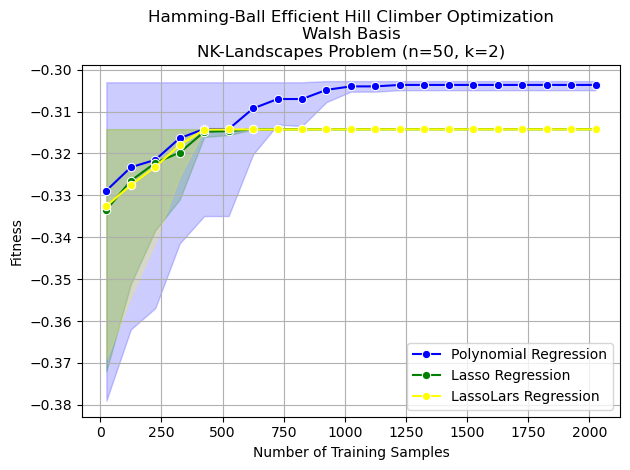 Hamming-Ball Efficient Hill Climber Optimization
Walsh Basis
NK-Landscapes Problem (n=50, k=2)
−0.30
−0.31
−0.32
−0.33
−0.34
−0.35
−0.36
−0.37
−0.38
Fitness
Polynomial Regression
Lasso Regression
LassoLars Regression
0 250 500 750 1000 1250 1500 1750 2000
Number of Training Samples